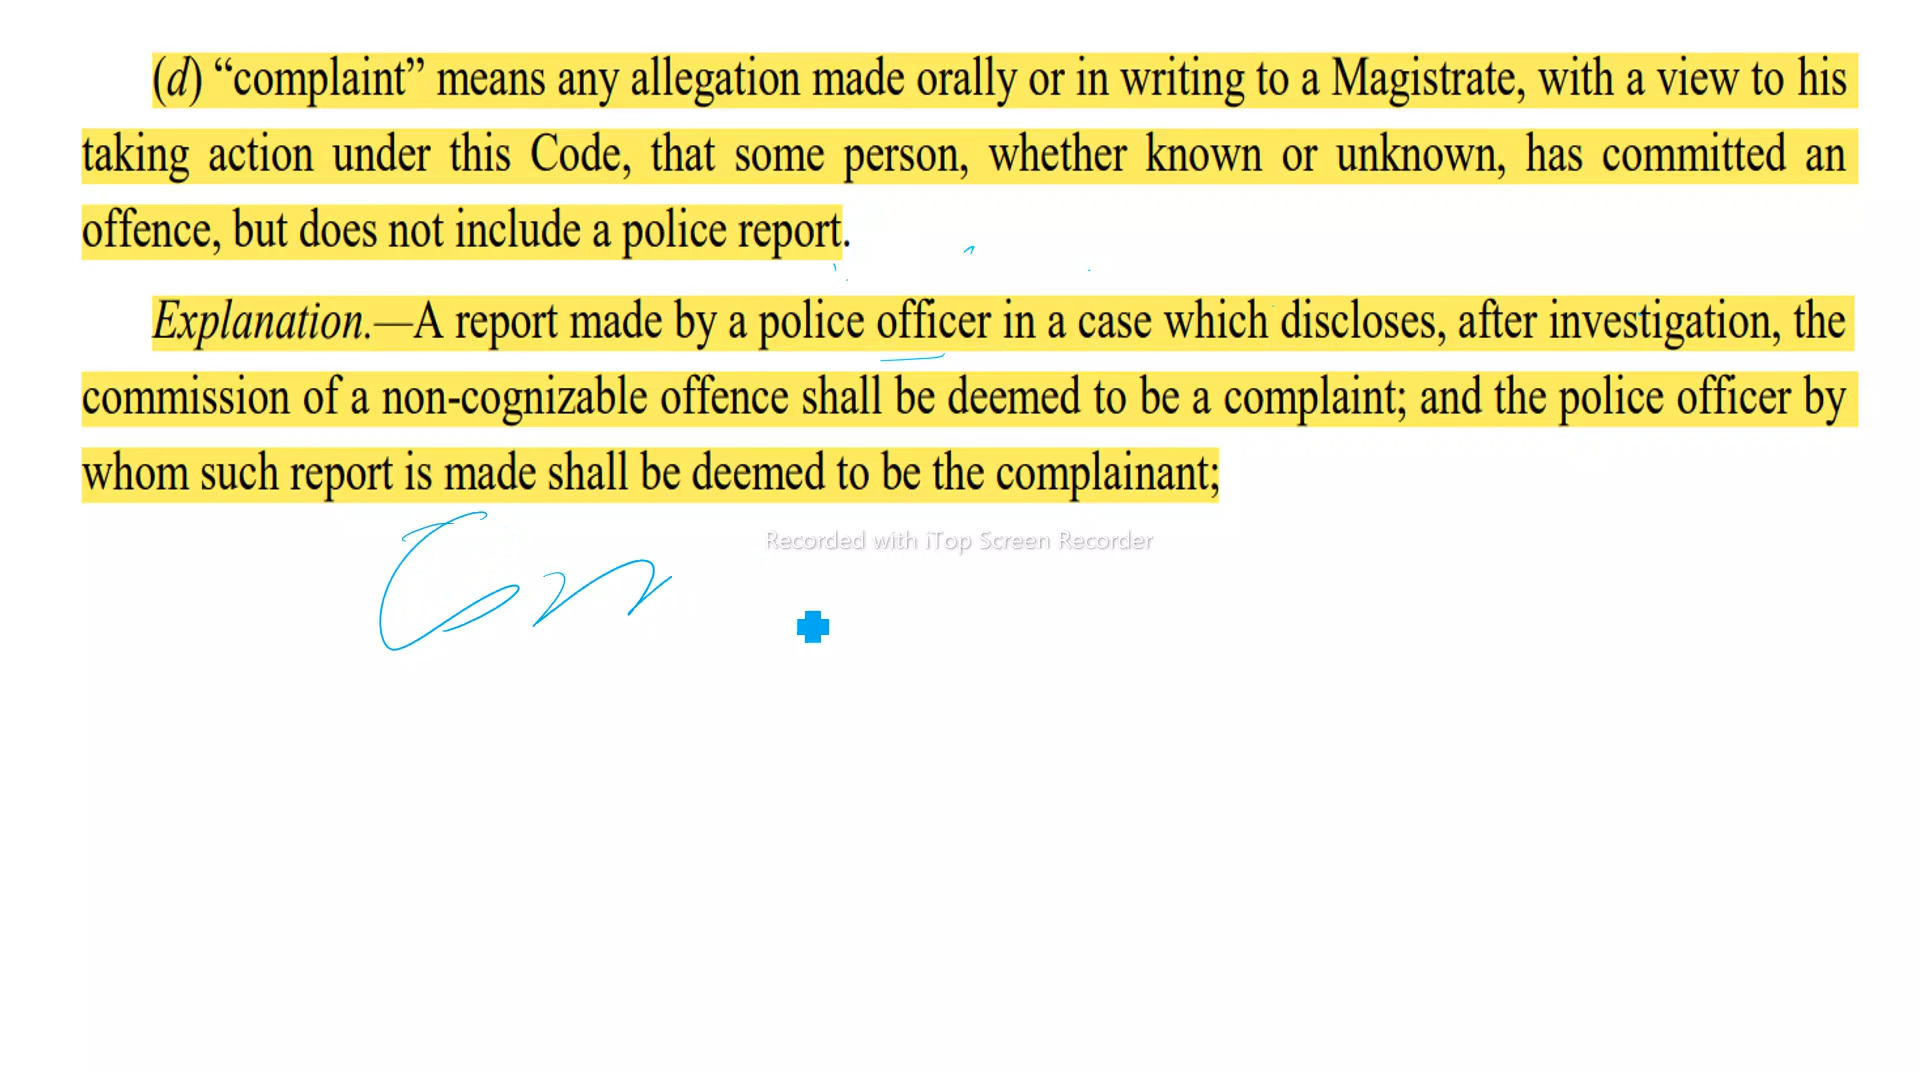 (d) “complaint” means any allegation made orally or in writing to a Magistrate, with a view to his
taking action under this Code, that some person, whether known or unknown, has committed an
offence, but does not include a police report.
Explanation.—A report made by a police officer in a case which discloses, after investigation, the
commission of a non-cognizable offence shall be deemed to be a complaint; and the police officer by
whom such report is made shall be deemed to be the complainant;
Recorded with iTop Screen Recorder